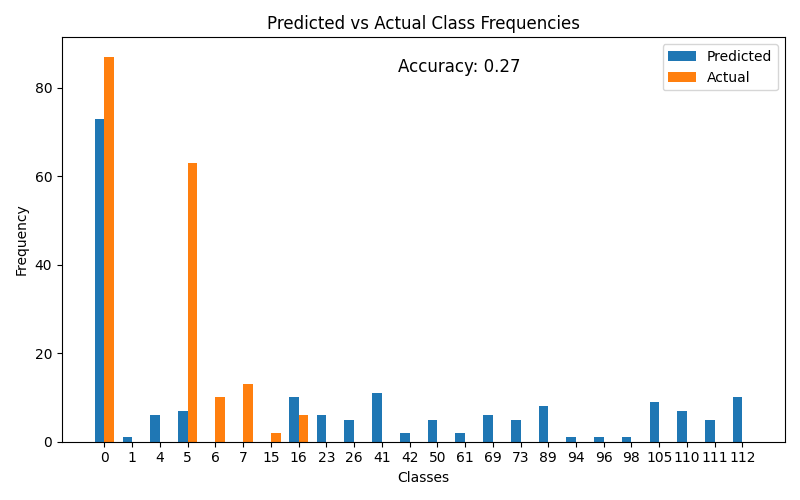 Predicted vs Actual Class Frequencies
Accuracy: 0.27
Predicted
Actual
Frequency
80
60
40
20
0
0 1 4 5 6 7 15 16 23 26 41 42 50 61 69 73 89 94 96 98 105 110 111 112
Classes